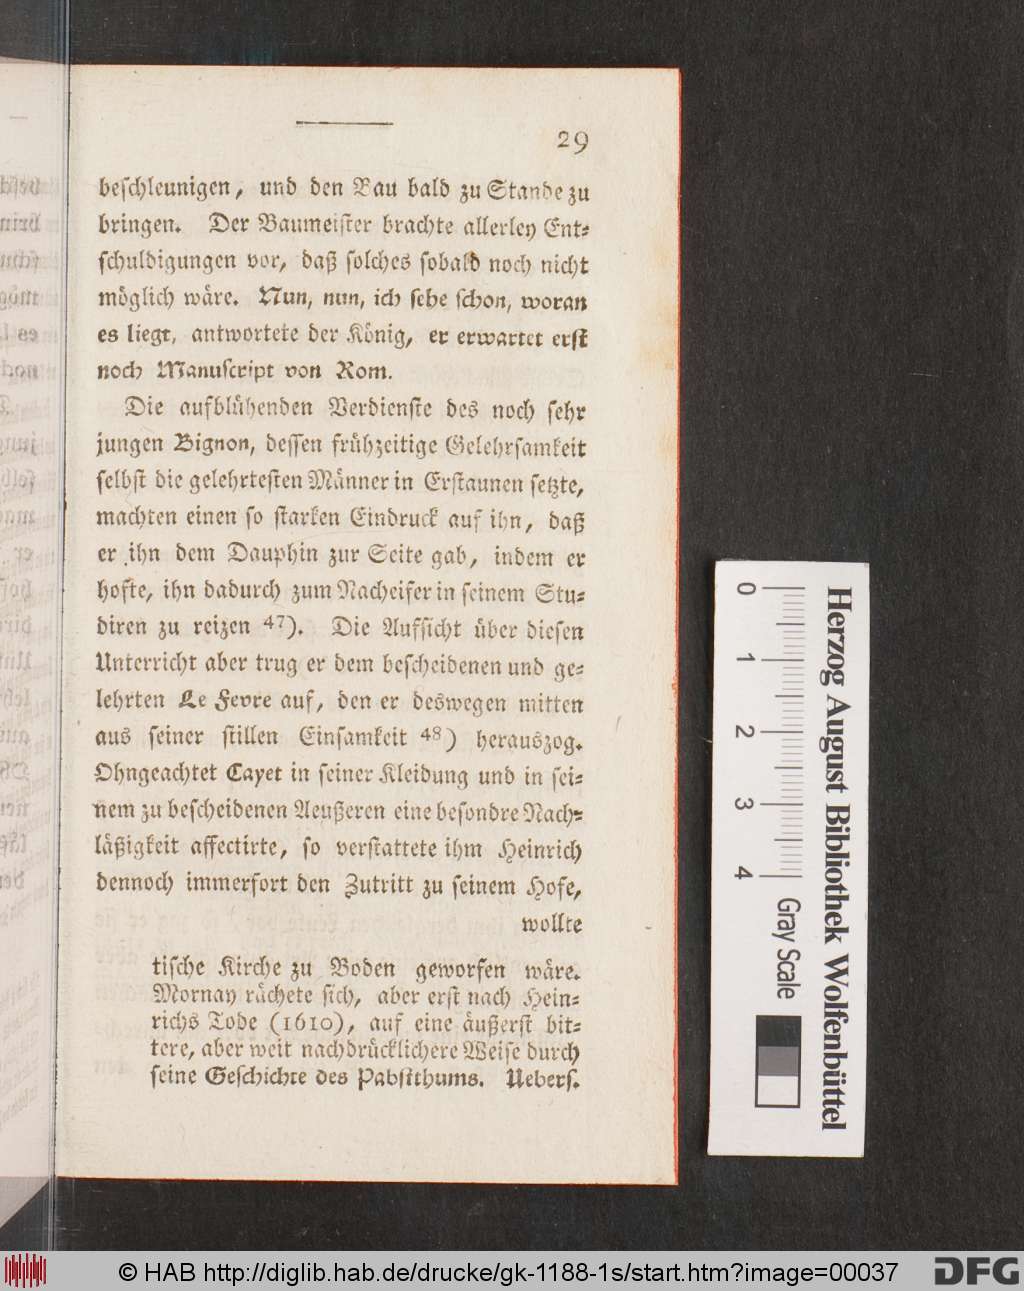 29
beſchleunigen, und den Bau bald zu Stande zu
bringen. Der Baumeiſter brachte allerley Ent⸗
ſchuldigungen vor, daß ſolches ſobald noch nicht
möglich wäre. Nun, nun, ich ſehe ſchon, woran
es liegt, antwortete der König, er erwartet erſt
noch Manuſcript von Rom.
Die aufblühenden Verdienſte des noch ſehr
jungen Bignon, deſſen frühzeitige Gelehrſamkeit
ſelbſt die gelehrteſten Männer in Erſtaunen ſetzte,
machten einen ſo ſtarken Eindruck auf ihn, daß
er ihn dem Dauphin zur Seite gab, indem er
hofte, ihn dadurch zum Nacheifer in ſeinem Stu⸗
diren zu reizen 47). Die Aufſicht über dieſen
Unterricht aber trug er dem beſcheidenen und ge⸗
lehrten Le Fevre auf, den er deswegen mitten
aus ſeiner ſtillen Einſamkeit 48) herauszog.
Ohngeachtet Cayet in ſeiner Kleidung und in ſei⸗
nem zu beſcheidenen Aeußeren eine beſondre Nach⸗
läßigkeit affectirte, ſo verſtattete ihm Heinrich
dennoch immerfort den Zutritt zu ſeinem Hofe,
wollte
tiſche Kirche zu Boden geworfen wäre.
Mornay rächete ſich, aber erſt nach Hein⸗
richs Tode (1610), auf eine äußerſt bit⸗
tere, aber weit nachdrücklichere Weiſe durch
ſeine Geſchichte des Pabſtthums. Ueberſ.
0 1 2 3 4 Gray Scale
Herzog August Bibliothek Wolfenbüttel
© HAB http://diglib.hab.de/drucke/gk-1188-1s/start.htm?image=00037
DFG